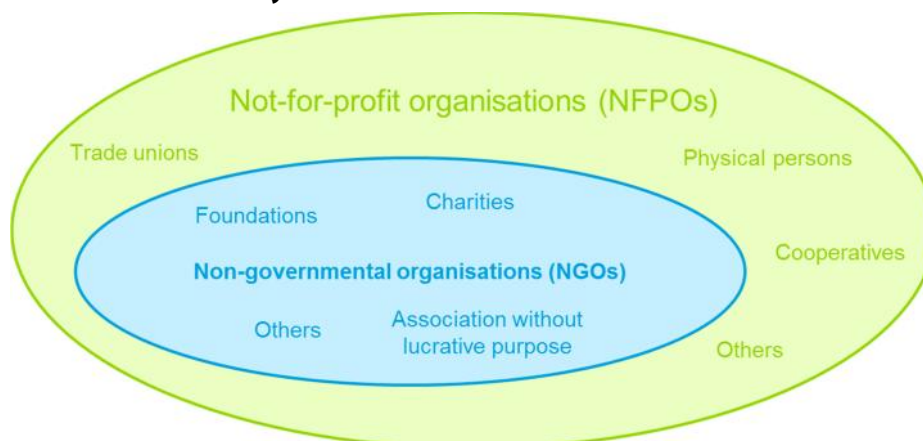 Not-for-profit organisations (NFPOs)
Trade unions
Physical persons
Foundations
Charities
Cooperatives
Non-governmental organisations (NGOs)
Others
Association without
lucrative purpose
Others